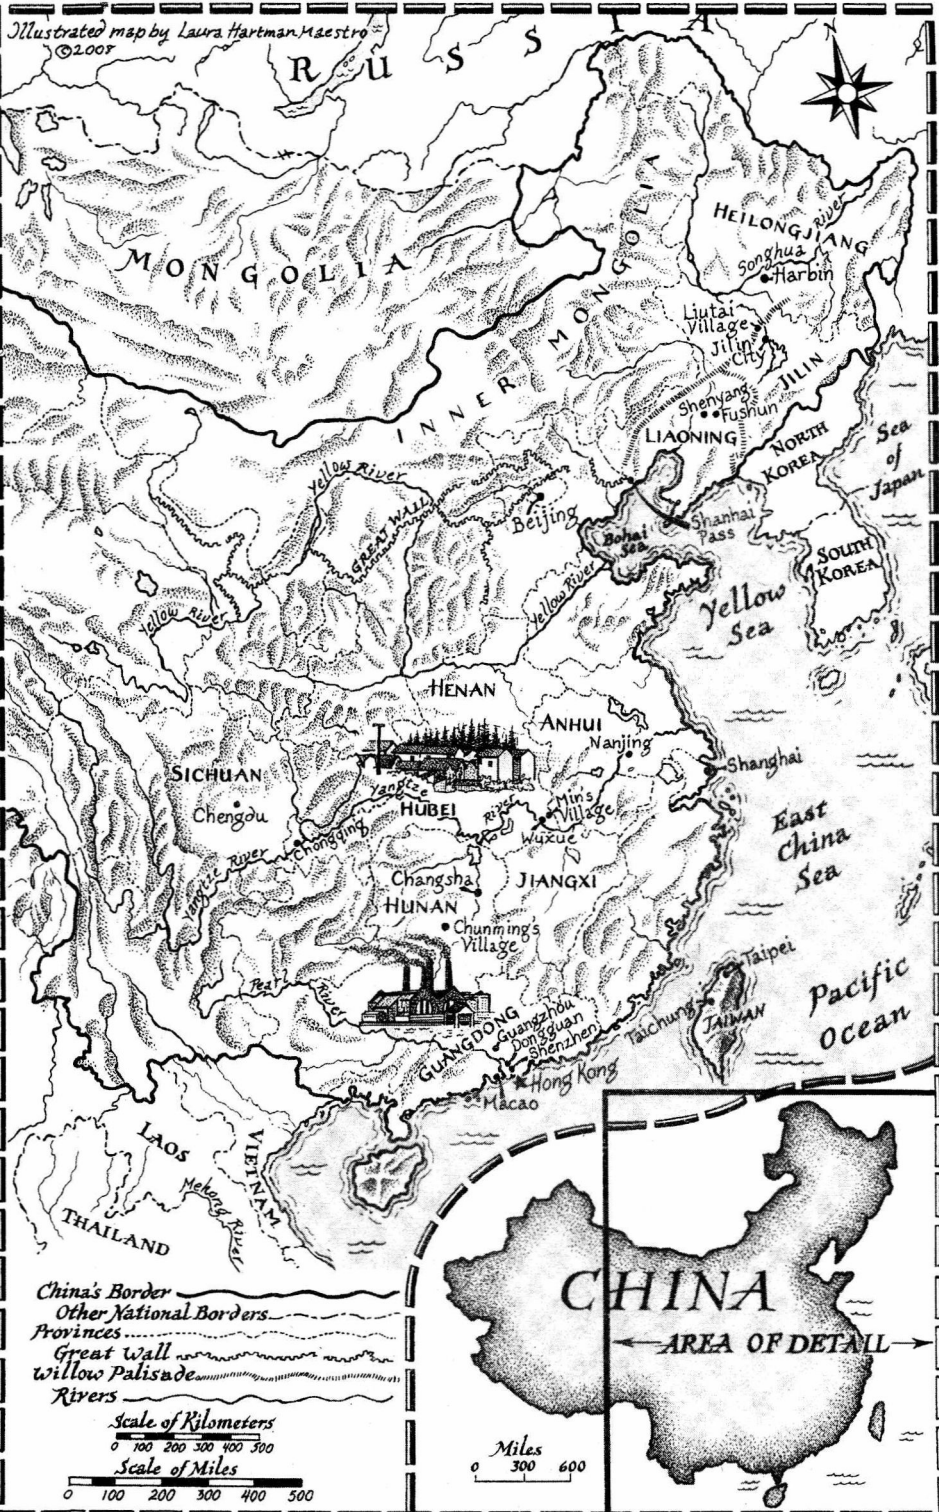 Illustrated map by Laura Hartman Maestro
©2008
RUSSIA
MONGOLIA
INNER MONGOLIA
HEILONGJIANG
Songhua River
Harbin
Liutai
Village
Jilin
City
JILIN
Shenyang
Fushun
LIAONING
NORTH
KOREA
Sea
of
Japan
Yellow River
GREAT WALL
Beijing
Bohai
Sea
Shanhai
Pass
SOUTH
KOREA
Yellow River
Yellow River
Yellow
Sea
HENAN
ANHUI
Nanjing
SICHUAN
Chengdu
Yangtze
HUBEI
River
Min's
Village
Wuxue
Shanghai
Chongqing
Yangtze River
East
China
Sea
Changsha
HUNAN
JIANGXI
Chunming's
Village
Pearl River
GUANGDONG
Guangzhou
Dongguan
Shenzhen
Hong Kong
Macao
Taipei
Taichung
TAIWAN
Pacific
Ocean
LAOS
VIETNAM
Mekong River
THAILAND
China's Border
Other National Borders
Provinces
Great Wall
Willow Palisade
Rivers
Scale of Kilometers
0 100 200 300 400 500
Scale of Miles
0 100 200 300 400 500
CHINA
AREA OF DETAIL
Miles
0 300 600